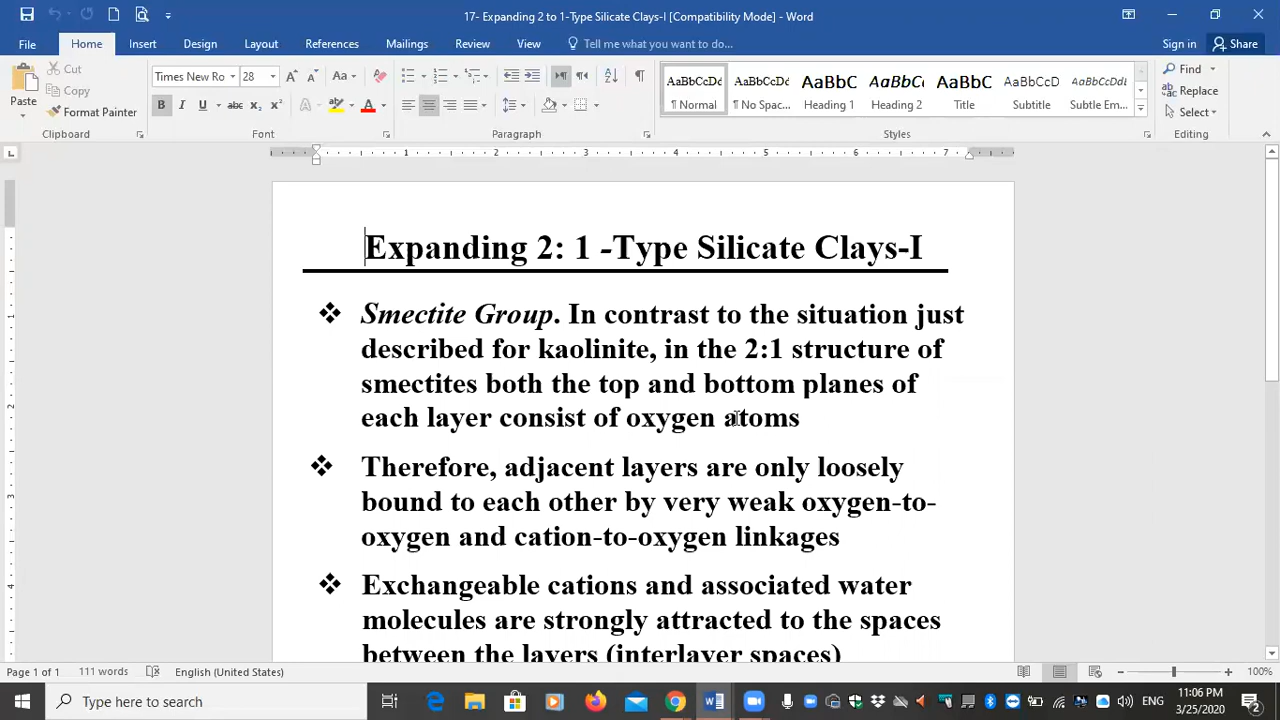 17- Expanding 2 to 1-Type Silicate Clays-I [Compatibility Mode] - Word
File Home Insert Design Layout References Mailings Review View Tell me what you want to do... Sign in Share
Paste Cut Copy Format Painter
Clipboard
Times New Ro 28
Font
Paragraph
AaBbCcDd AaBbCcDd AaBbC AaBbCc AaBbC AaBbCcD AaBbCcDd
¶ Normal ¶ No Spac... Heading Heading 2 Title Subtitle Subtle Em...
Styles
Find
Replace
Select
Editing
1 2 3 4 5 6 7
Expanding 2: 1 -Type Silicate Clays-I
❖ Smectite Group. In contrast to the situation just
described for kaolinite, in the 2:1 structure of
smectites both the top and bottom planes of
each layer consist of oxygen atoms
❖ Therefore, adjacent layers are only loosely
bound to each other by very weak oxygen-to-
oxygen and cation-to-oxygen linkages
❖ Exchangeable cations and associated water
molecules are strongly attracted to the spaces
between the layers (interlayer spaces)
Page 1 of 1 111 words English (United States) 100%
Type here to search
ENG
11:06 PM
3/25/2020